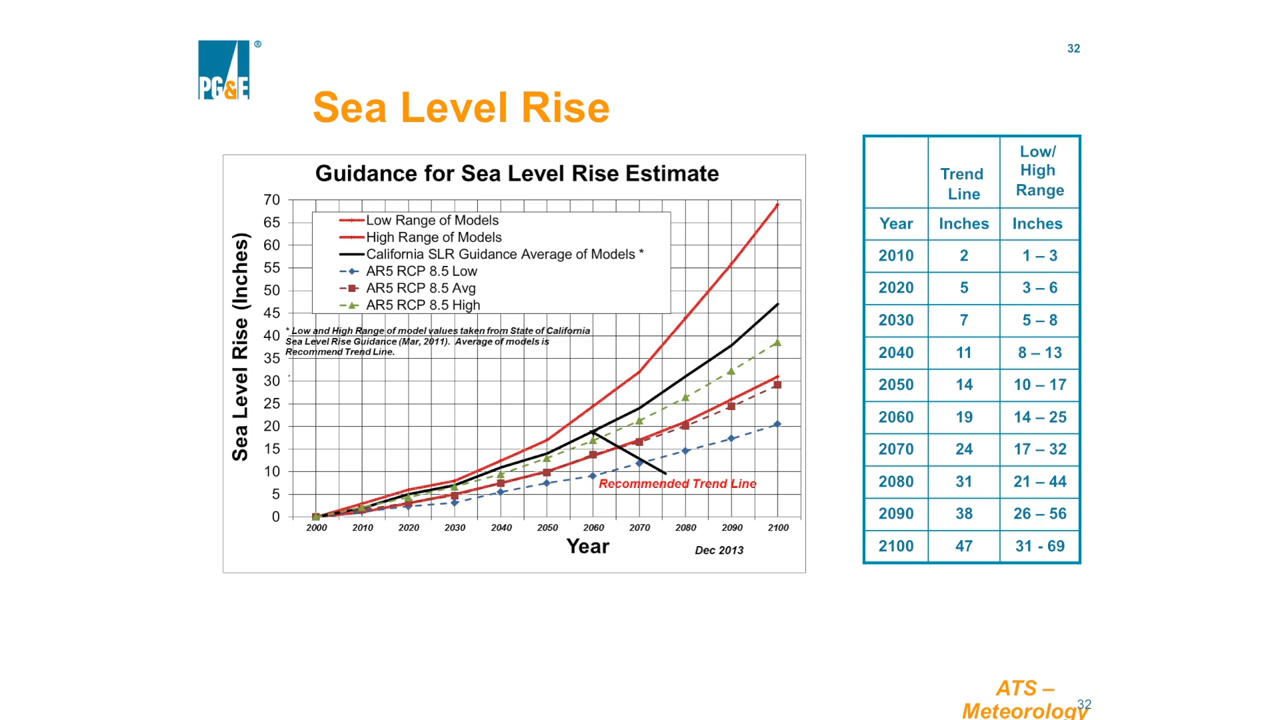 PG&E®
32
Sea Level Rise
Guidance for Sea Level Rise Estimate
Sea Level Rise (Inches)
70
65
60
55
50
45
40
35
30
25
20
15
10
5
0
Low Range of Models
High Range of Models
California SLR Guidance Average of Models *
AR5 RCP 8.5 Low
AR5 RCP 8.5 Avg
AR5 RCP 8.5 High
* Low and High Range of model values taken from State of California
Sea Level Rise Guidance (Mar, 2011). Average of models is
Recommend Trend Line.
Recommended Trend Line
2000 2010 2020 2030 2040 2050 2060 2070 2080 2090 2100
Year
Dec 2013
Trend Line Low/ High Range
Year Inches Inches
2010 2 1 – 3
2020 5 3 – 6
2030 7 5 – 8
2040 11 8 – 13
2050 14 10 – 17
2060 19 14 – 25
2070 24 17 – 32
2080 31 21 – 44
2090 38 26 – 56
2100 47 31 - 69
ATS –
Meteorology
32